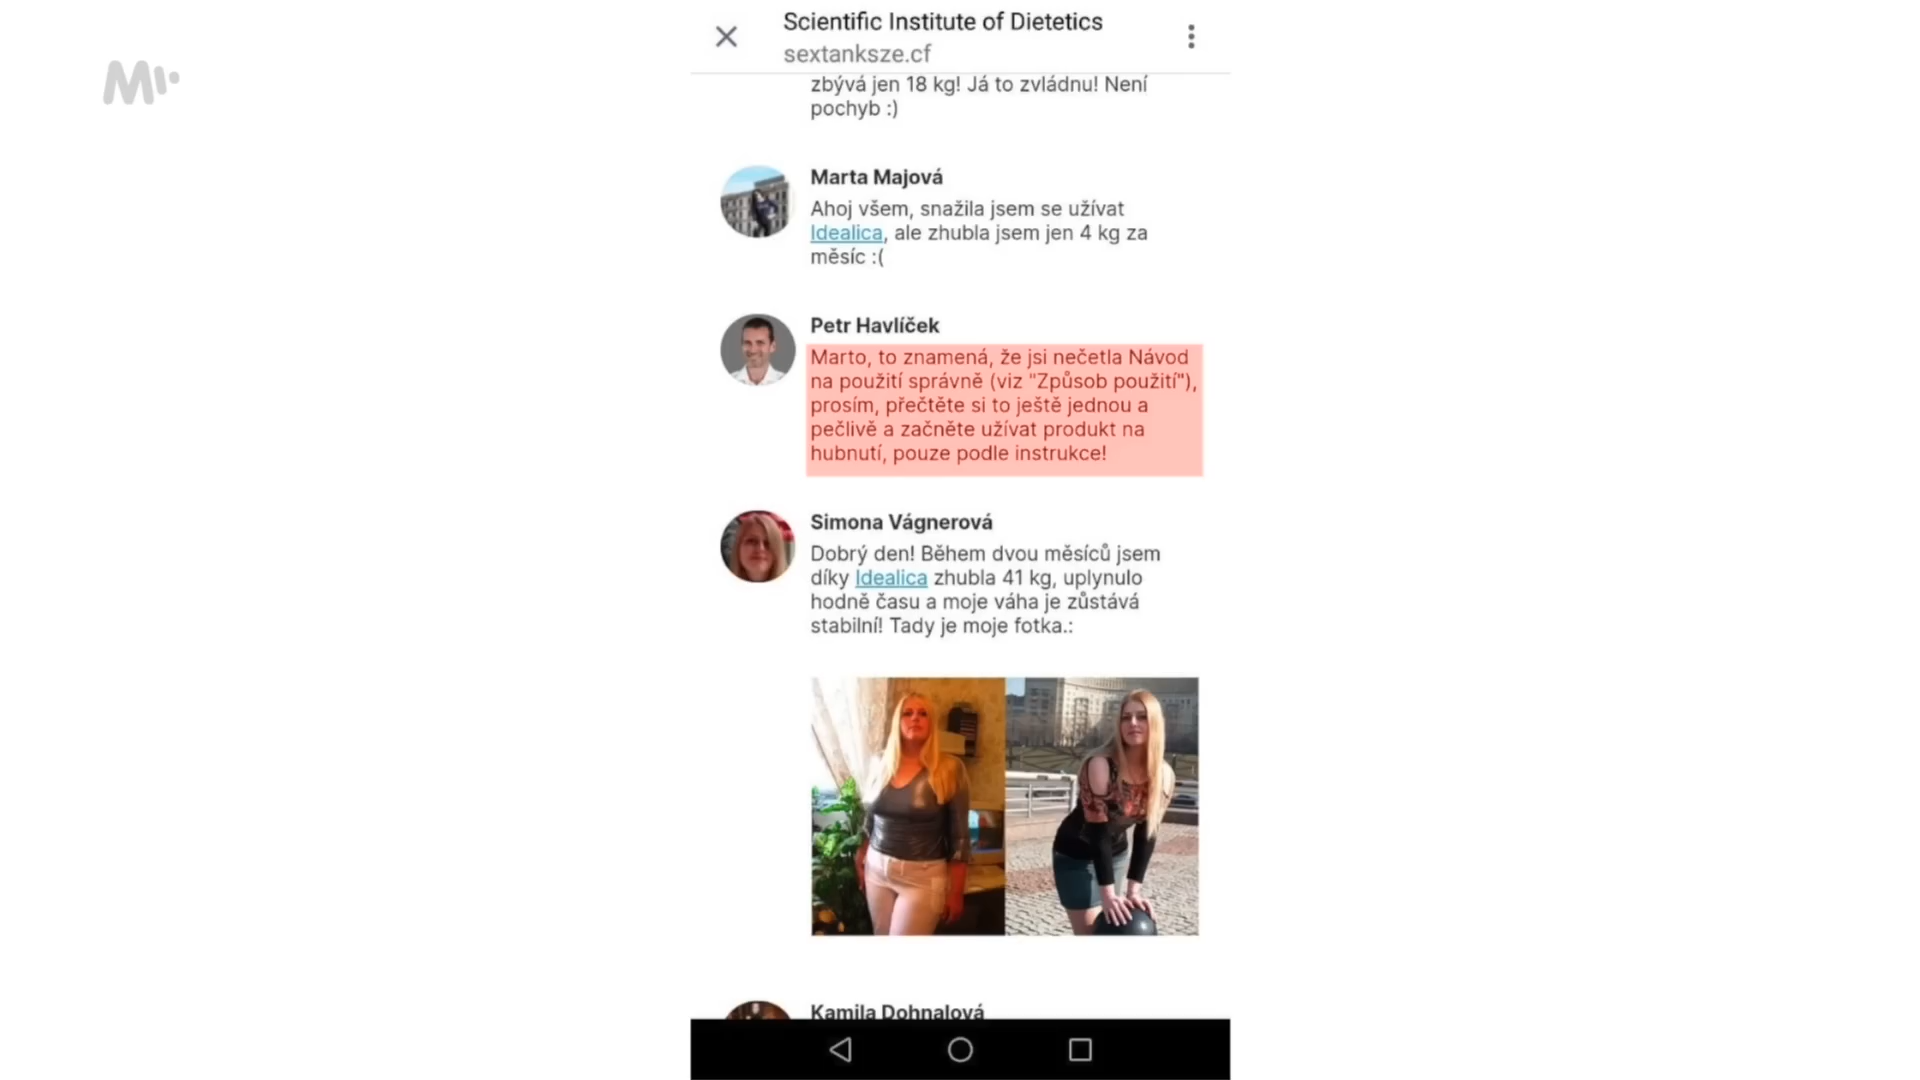 Scientific Institute of Dietetics
sextanksze.cf
zbývá jen 18 kg! Já to zvládnu! Není
pochyb :)
Marta Majová
Ahoj všem, snažila jsem se užívat
Idealica, ale zhubla jsem jen 4 kg za
měsíc :(
Petr Havlíček
Marto, to znamená, že jsi nečetla Návod
na použití správně (viz "Způsob použití"),
prosím, přečtěte si to ještě jednou a
pečlivě a začněte užívat produkt na
hubnutí, pouze podle instrukce!
Simona Vágnerová
Dobrý den! Během dvou měsíců jsem
díky Idealica zhubla 41 kg, uplynulo
hodně času a moje váha je zůstává
stabilní! Tady je moje fotka.:
Kamila Dohnalová